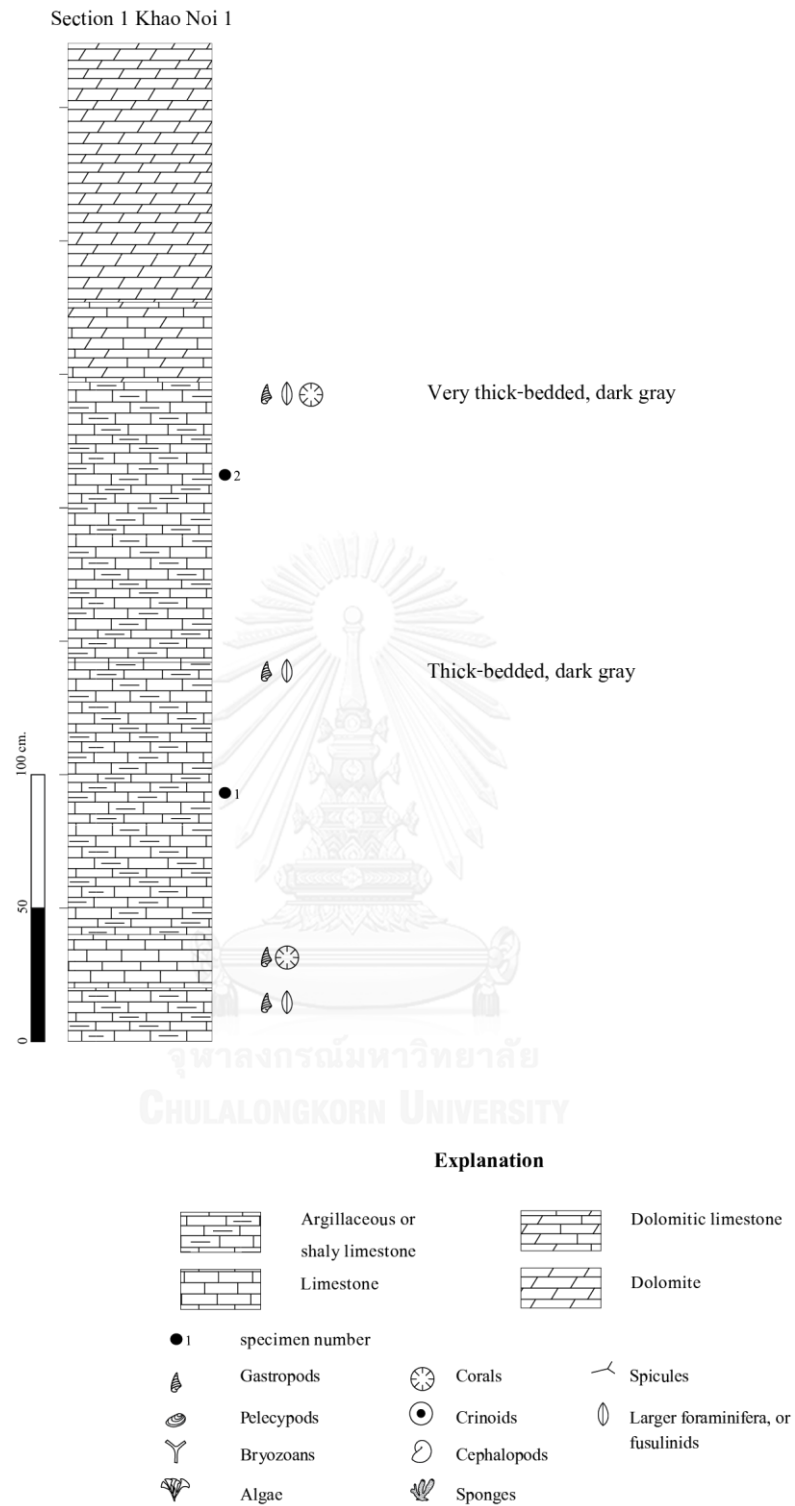 Section 1 Khao Noi 1
Very thick-bedded, dark gray
2
Thick-bedded, dark gray
100 cm.
1
50
0
จุฬาลงกรณ์มหาวิทยาลัย
CHULALONGKORN UNIVERSITY
Explanation
Argillaceous or
shaly limestone
Dolomitic limestone
Limestone
Dolomite
1 specimen number
Gastropods
Corals
Spicules
Pelecypods
Crinoids
Larger foraminifera, or
fusulinids
Bryozoans
Cephalopods
Algae
Sponges